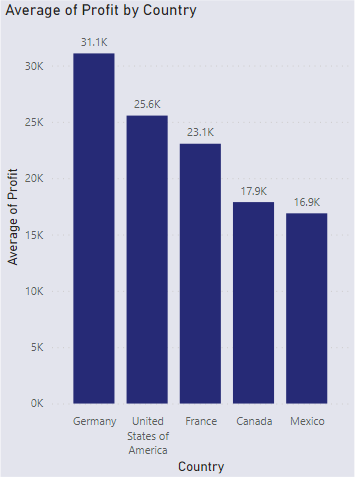 Average of Profit by Country
31.1K
30K
25.6K
25K
23.1K
20K
17.9K
16.9K
15K
10K
5K
0K
Average of Profit
Germany
United
States of
America
France
Canada
Mexico
Country